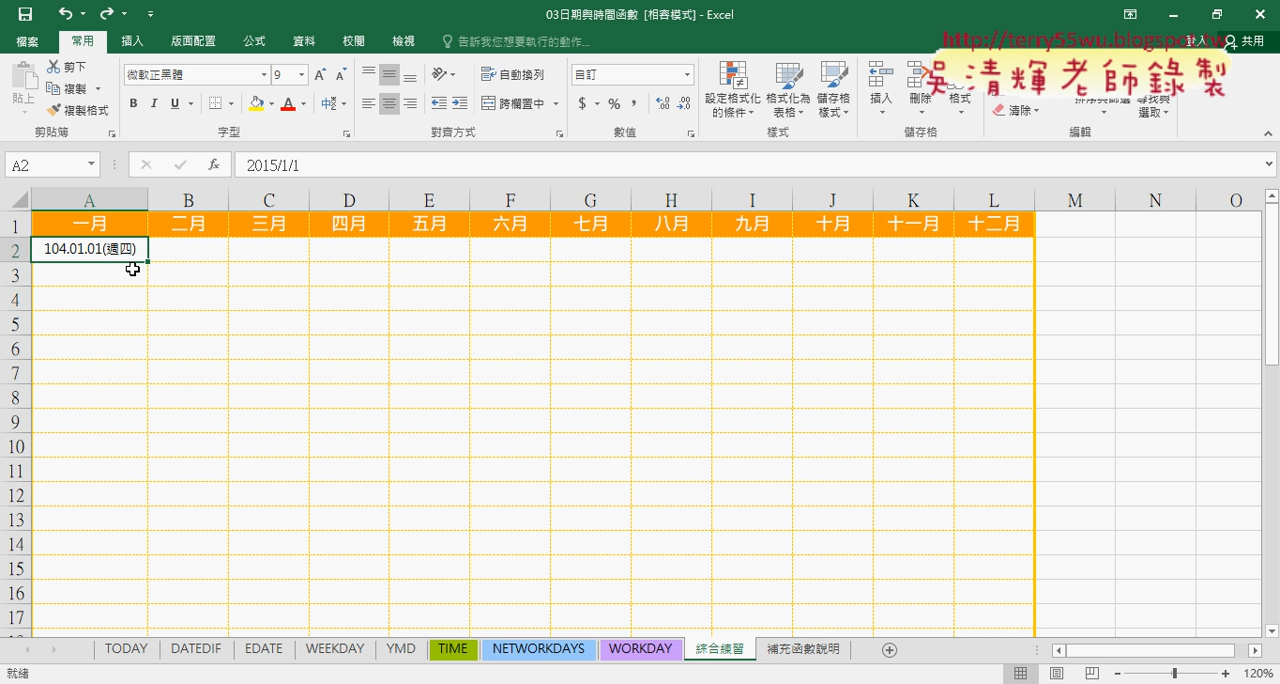 03日期與時間函數 [相容模式] - Excel
http://terry55wu.blogspot.tw
吳清輝老師錄製
檔案 常用 插入 版面配置 公式 資料 校閱 檢視 告訴我您想要執行的動作... 登入 共用
貼上 剪下 複製 複製格式 剪貼簿
微軟正黑體 9 A A B I U A 中 字型
自動換列 跨欄置中 對齊方式
自訂 $ % , 數值
設定格式化的條件 格式化為表格 儲存格樣式 樣式
插入 刪除 格式 儲存格
清除 排序與篩選 尋找與選取 編輯
A2 fx 2015/1/1
A B C D E F G H I J K L M N O
1 一月 二月 三月 四月 五月 六月 七月 八月 九月 十月 十一月 十二月
2 104.01.01(週四)
3
4
5
6
7
8
9
10
11
12
13
14
15
16
17
TODAY DATEDIF EDATE WEEKDAY YMD TIME NETWORKDAYS WORKDAY 綜合練習 補充函數說明
就緒 120%